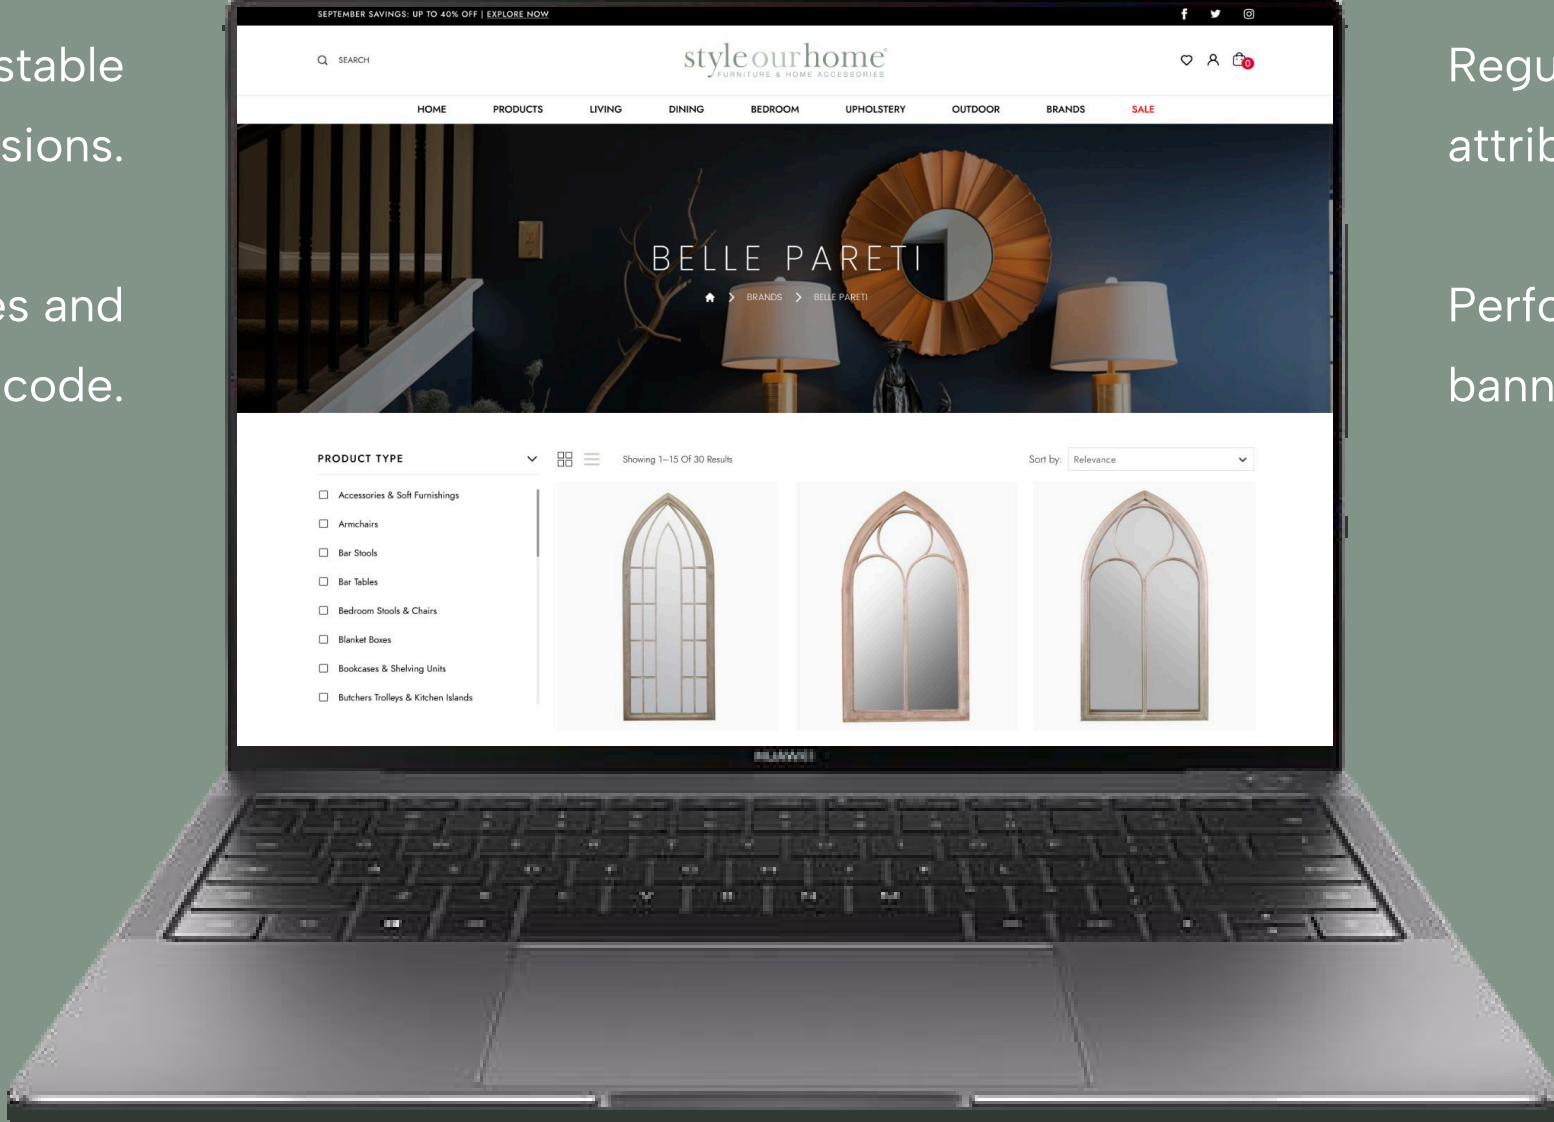 SEPTEMBER SAVINGS: UP TO 40% OFF | EXPLORE NOW
SEARCH
styleourhome
FURNITURE & HOME ACCESSORIES
0
HOME PRODUCTS LIVING DINING BEDROOM UPHOLSTERY OUTDOOR BRANDS SALE
BELLE PARETI
BRANDS > BELLE PARETI
PRODUCT TYPE
Showing 1–15 Of 30 Results
Sort by: Relevance
Accessories & Soft Furnishings
Armchairs
Bar Stools
Bar Tables
Bedroom Stools & Chairs
Blanket Boxes
Bookcases & Shelving Units
Butchers Trolleys & Kitchen Islands
HUAWEI
stable
sions.
es and
code.
Regu
attrib
Perfo
bann